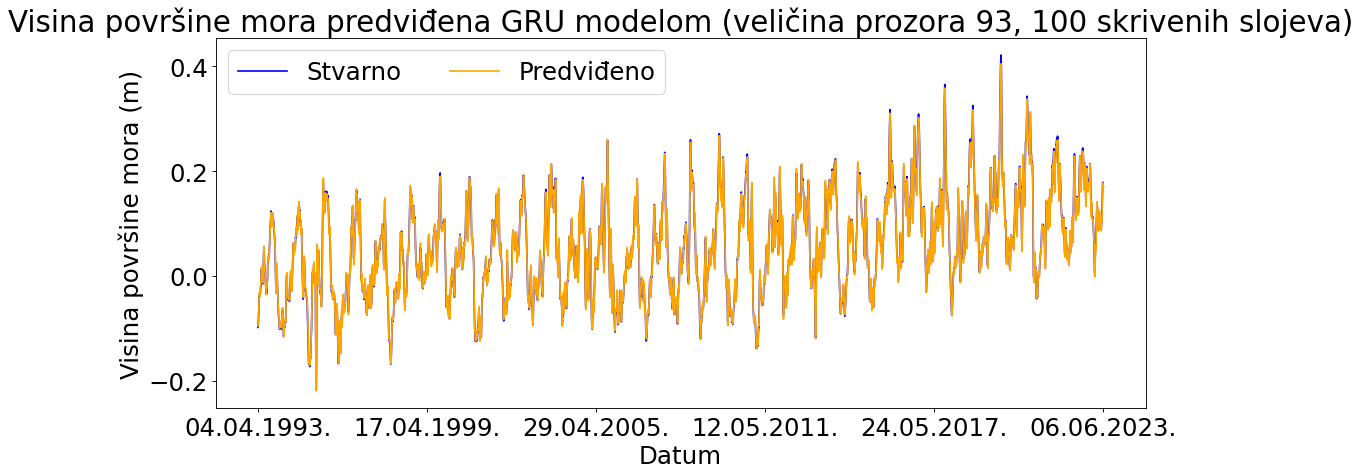 Visina površine mora predviđena GRU modelom (veličina prozora 93, 100 skrivenih slojeva)
Stvarno
Predviđeno
Visina površine mora (m)
0.4
0.2
0.0
−0.2
04.04.1993.
17.04.1999.
29.04.2005.
12.05.2011.
24.05.2017.
06.06.2023.
Datum